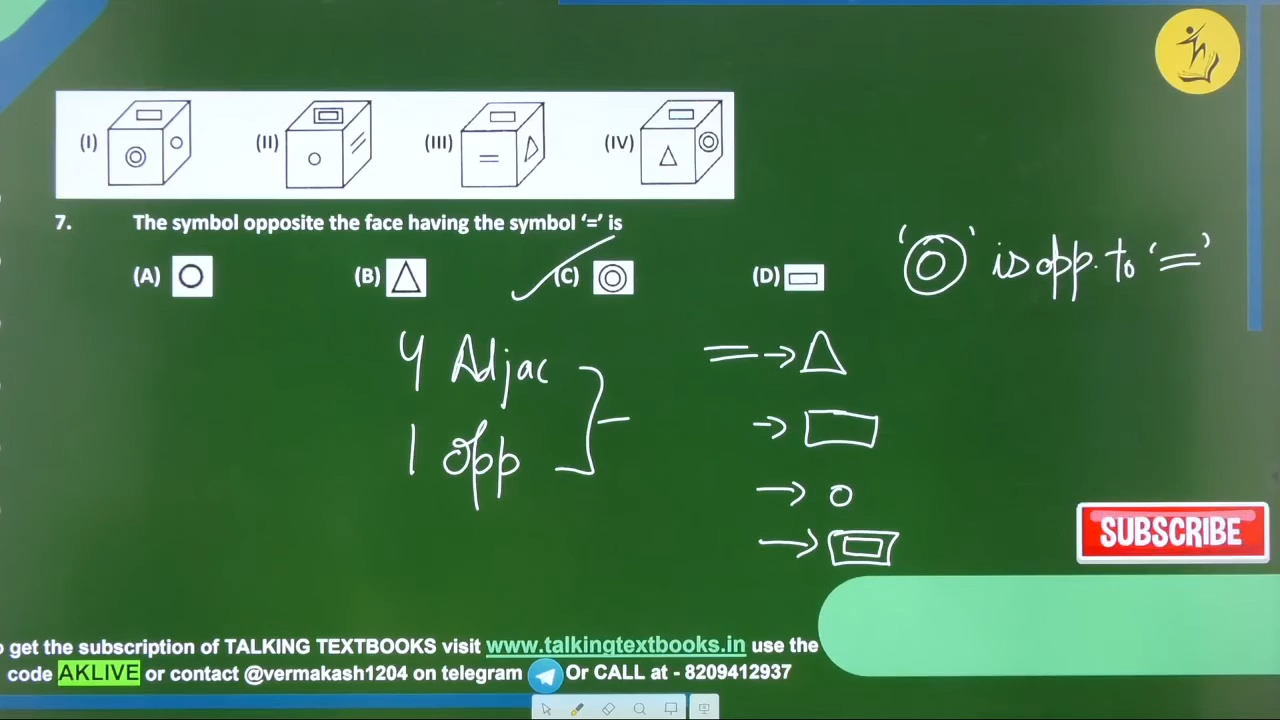 (I) (II) (III) (IV)
7. The symbol opposite the face having the symbol ‘=’ is
(A) (B) (C) (D)
‘ ’ is opp. to ‘=’
4 Adjac
1 opp
= →
→
→
→
SUBSCRIBE
o get the subscription of TALKING TEXTBOOKS visit www.talkingtextbooks.in use the
code AKLIVE or contact @vermakash1204 on telegram Or CALL at - 8209412937